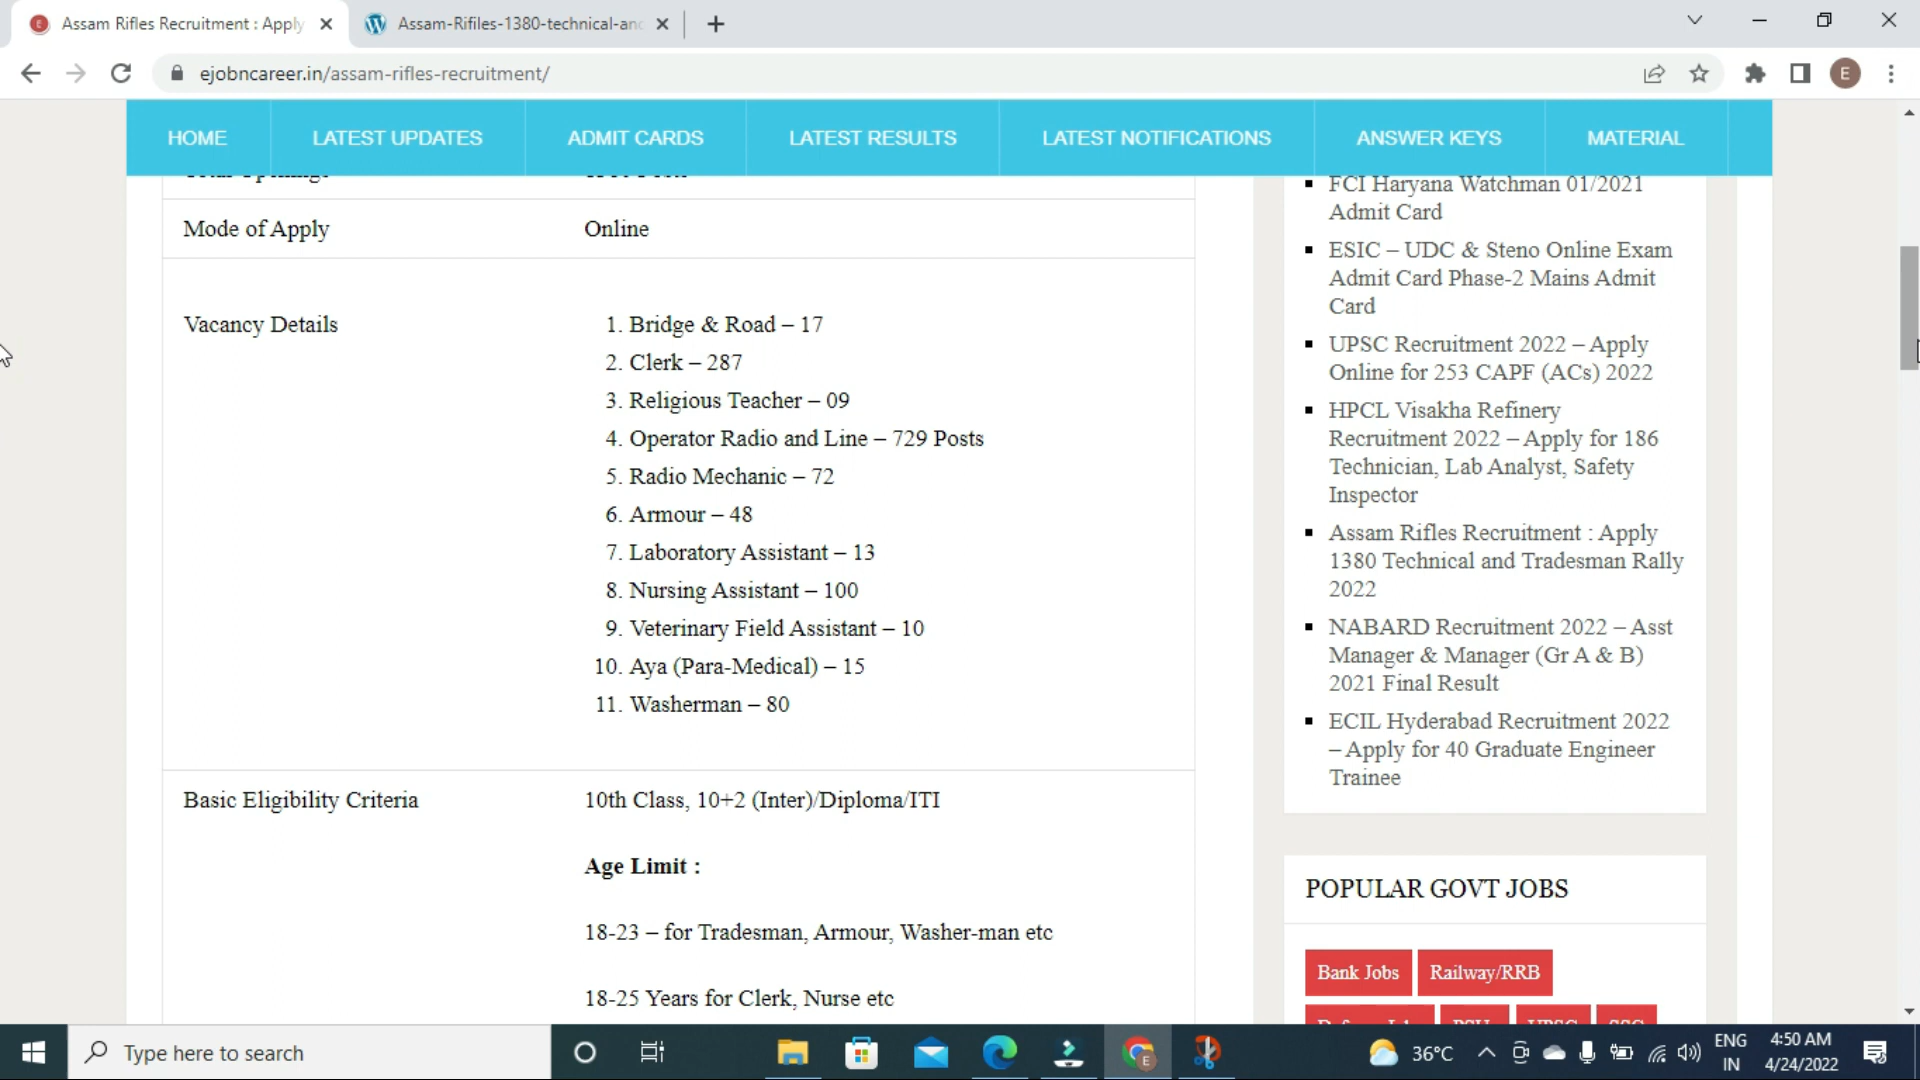 Assam Rifles Recruitment : Apply
Assam-Rifiles-1380-technical-and
ejobncareer.in/assam-rifles-recruitment/
E
HOME LATEST UPDATES ADMIT CARDS LATEST RESULTS LATEST NOTIFICATIONS ANSWER KEYS MATERIAL
Mode of Apply Online
Vacancy Details
1. Bridge & Road – 17
2. Clerk – 287
3. Religious Teacher – 09
4. Operator Radio and Line – 729 Posts
5. Radio Mechanic – 72
6. Armour – 48
7. Laboratory Assistant – 13
8. Nursing Assistant – 100
9. Veterinary Field Assistant – 10
10. Aya (Para-Medical) – 15
11. Washerman – 80
Basic Eligibility Criteria 10th Class, 10+2 (Inter)/Diploma/ITI
Age Limit :
18-23 – for Tradesman, Armour, Washer-man etc
18-25 Years for Clerk, Nurse etc
FCI Haryana Watchman 01/2021
Admit Card
ESIC – UDC & Steno Online Exam
Admit Card Phase-2 Mains Admit
Card
UPSC Recruitment 2022 – Apply
Online for 253 CAPF (ACs) 2022
HPCL Visakha Refinery
Recruitment 2022 – Apply for 186
Technician, Lab Analyst, Safety
Inspector
Assam Rifles Recruitment : Apply
1380 Technical and Tradesman Rally
2022
NABARD Recruitment 2022 – Asst
Manager & Manager (Gr A & B)
2021 Final Result
ECIL Hyderabad Recruitment 2022
– Apply for 40 Graduate Engineer
Trainee
POPULAR GOVT JOBS
Bank Jobs Railway/RRB
PSU UPSC SSC
Type here to search
36°C
ENG
IN
4:50 AM
4/24/2022